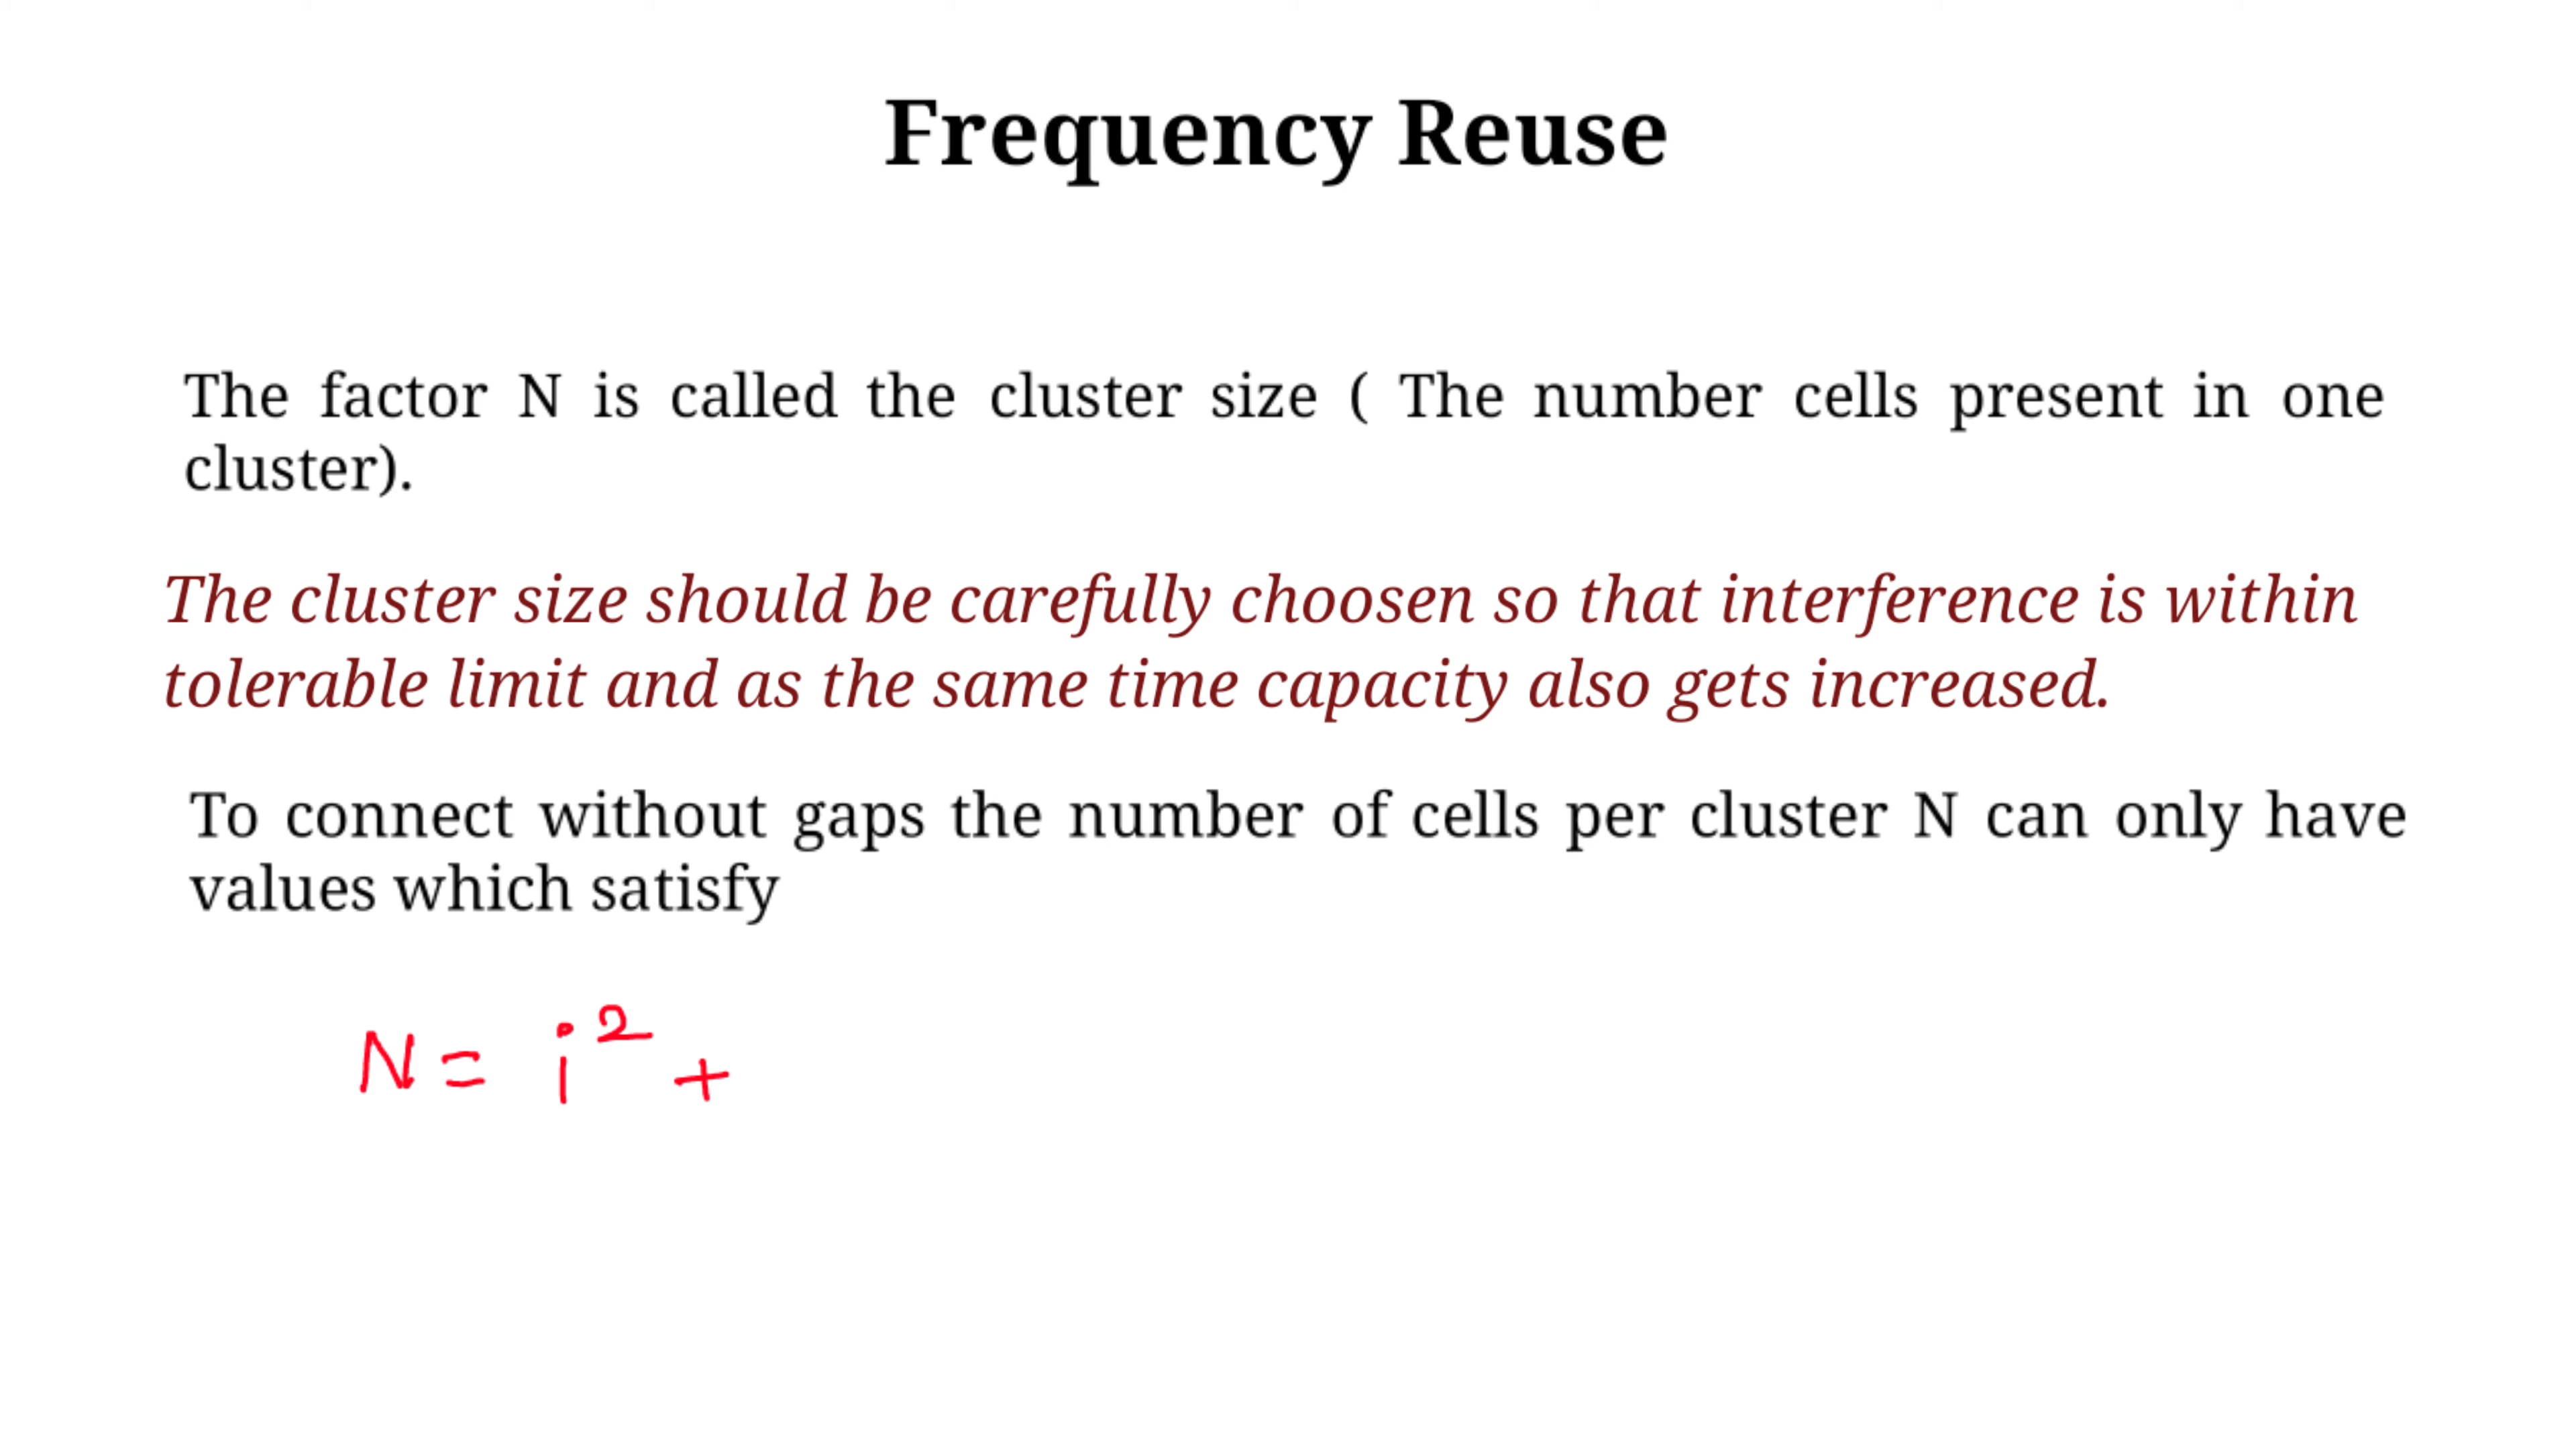 Frequency Reuse
The factor N is called the cluster size ( The number cells present in one
cluster).
The cluster size should be carefully choosen so that interference is within
tolerable limit and as the same time capacity also gets increased.
To connect without gaps the number of cells per cluster N can only have
values which satisfy
N = i² +